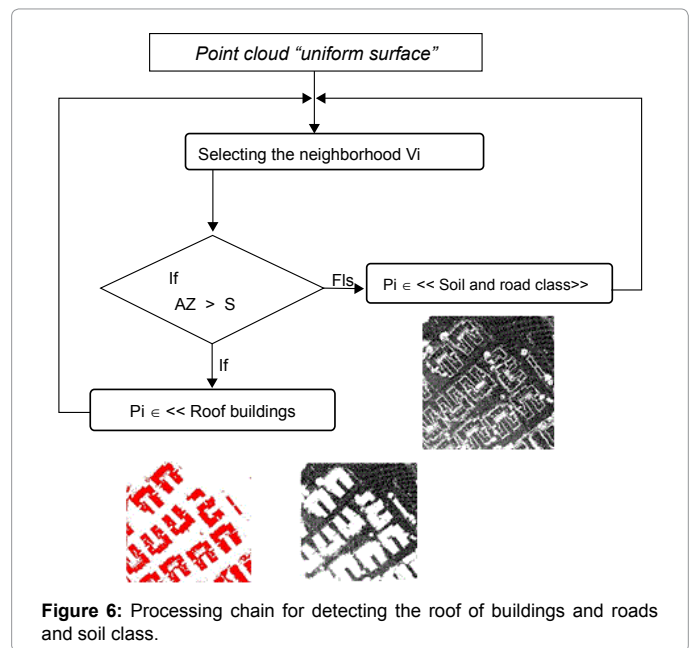 Point cloud “uniform surface”
Selecting the neighborhood Vi
If
AZ > S
Fls
Pi ∈ << Soil and road class>>
If
Pi ∈ << Roof buildings
Figure 6: Processing chain for detecting the roof of buildings and roads
and soil class.